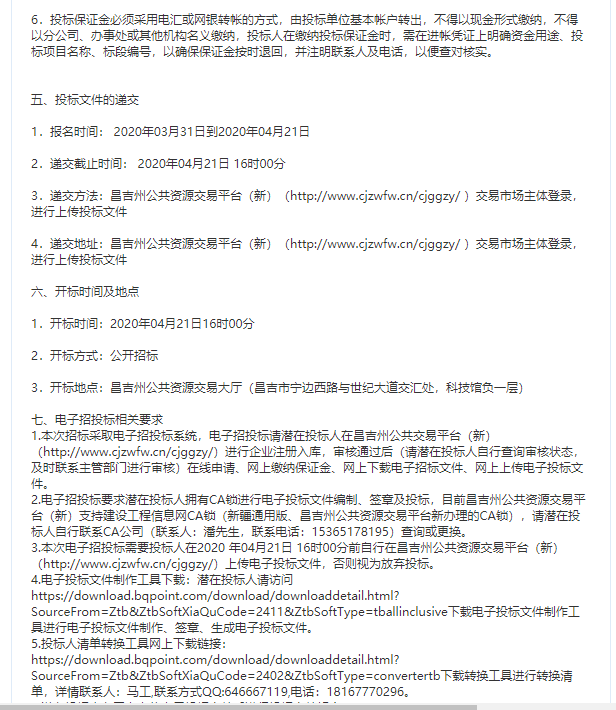 6．投标保证金必须采用电汇或网银转帐的方式，由投标单位基本帐户转出，不得以现金形式缴纳，不得
以分公司、办事处或其他机构名义缴纳，投标人在缴纳投标保证金时，需在进帐凭证上明确资金用途、投
标项目名称、标段编号，以确保保证金按时退回，并注明联系人及电话，以便查对核实。
五、投标文件的递交
1．报名时间： 2020年03月31日到2020年04月21日
2．递交截止时间： 2020年04月21日 16时00分
3．递交方法：昌吉州公共资源交易平台（新）（http://www.cjzwfw.cn/cjggzy/ ）交易市场主体登录，
进行上传投标文件
4．递交地址：昌吉州公共资源交易平台（新）（http://www.cjzwfw.cn/cjggzy/ ）交易市场主体登录，
进行上传投标文件
六、开标时间及地点
1．开标时间：2020年04月21日16时00分
2．开标方式：公开招标
3．开标地点：昌吉州公共资源交易大厅（昌吉市宁边西路与世纪大道交汇处，科技馆负一层）
七、电子招投标相关要求
1.本次招标采取电子招投标系统，电子招投标请潜在投标人在昌吉州公共交易平台（新）
（http://www.cjzwfw.cn/cjggzy/）进行企业注册入库，审核通过后（请潜在投标人自行查询审核状态，
及时联系主管部门进行审核）在线申请、网上缴纳保证金、网上下载电子招标文件、网上上传电子投标文
件。
2.电子招投标要求潜在投标人拥有CA锁进行电子投标文件编制、签章及投标，目前昌吉州公共资源交易平
台（新）支持建设工程信息网CA锁（新疆通用版、昌吉州公共资源交易平台新办理的CA锁），请潜在投
标人自行联系CA公司（联系人：潘先生，联系电话：15365178195）查询或更换。
3.本次电子招投标需要投标人在2020 年04月21日 16时00分前自行在昌吉州公共资源交易平台（新）
（http://www.cjzwfw.cn/cjggzy/）上传电子投标文件，否则视为放弃投标。
4.电子投标文件制作工具下载：潜在投标人请访问
https://download.bqpoint.com/download/downloaddetail.html?
SourceFrom=Ztb&ZtbSoftXiaQuCode=2411&ZtbSoftType=tballinclusive下载电子投标文件制作工
具进行电子投标文件制作、签章、生成电子投标文件。
5.投标人清单转换工具网上下载链接：
https://download.bqpoint.com/download/downloaddetail.html?
SourceFrom=Ztb&ZtbSoftXiaQuCode=2402&ZtbSoftType=convertertb下载转换工具进行转换清
单，详情联系人：马工,联系方式QQ:646667119,电话：18167770296。